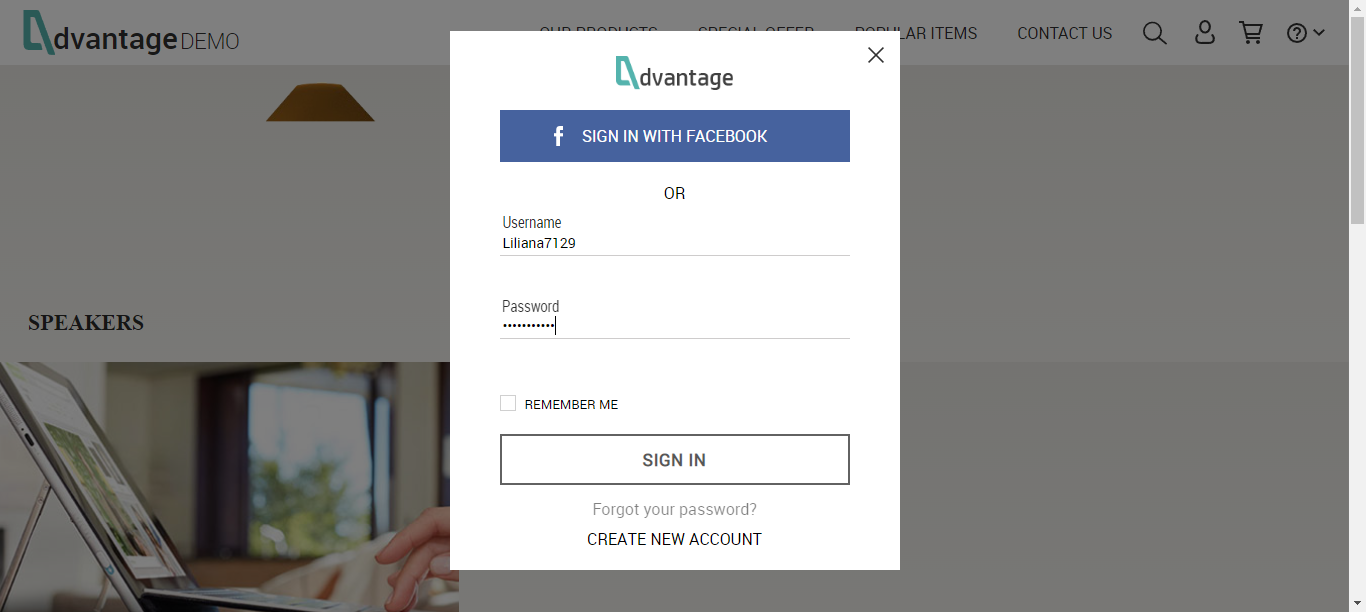 dvantage DEMO
OUR PRODUCTS SPECIAL OFFER POPULAR ITEMS CONTACT US
dvantage
SIGN IN WITH FACEBOOK
OR
Username
Liliana7129
Password
•••••••••••
REMEMBER ME
SIGN IN
Forgot your password?
CREATE NEW ACCOUNT
SPEAKERS